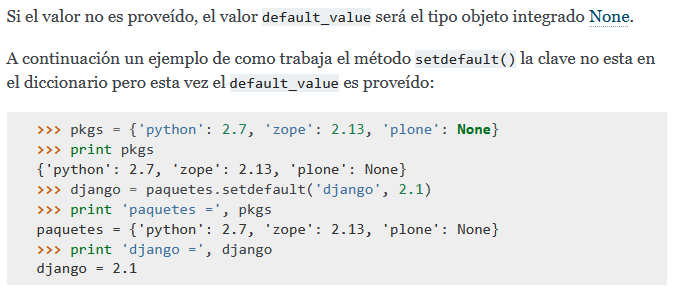 Si el valor no es proveído, el valor default_value será el tipo objeto integrado None.
A continuación un ejemplo de como trabaja el método setdefault() la clave no esta en
el diccionario pero esta vez el default_value es proveído:
>>> pkgs = {'python': 2.7, 'zope': 2.13, 'plone': None}
>>> print pkgs
{'python': 2.7, 'zope': 2.13, 'plone': None}
>>> django = paquetes.setdefault('django', 2.1)
>>> print 'paquetes =', pkgs
paquetes = {'python': 2.7, 'zope': 2.13, 'plone': None}
>>> print 'django =', django
django = 2.1